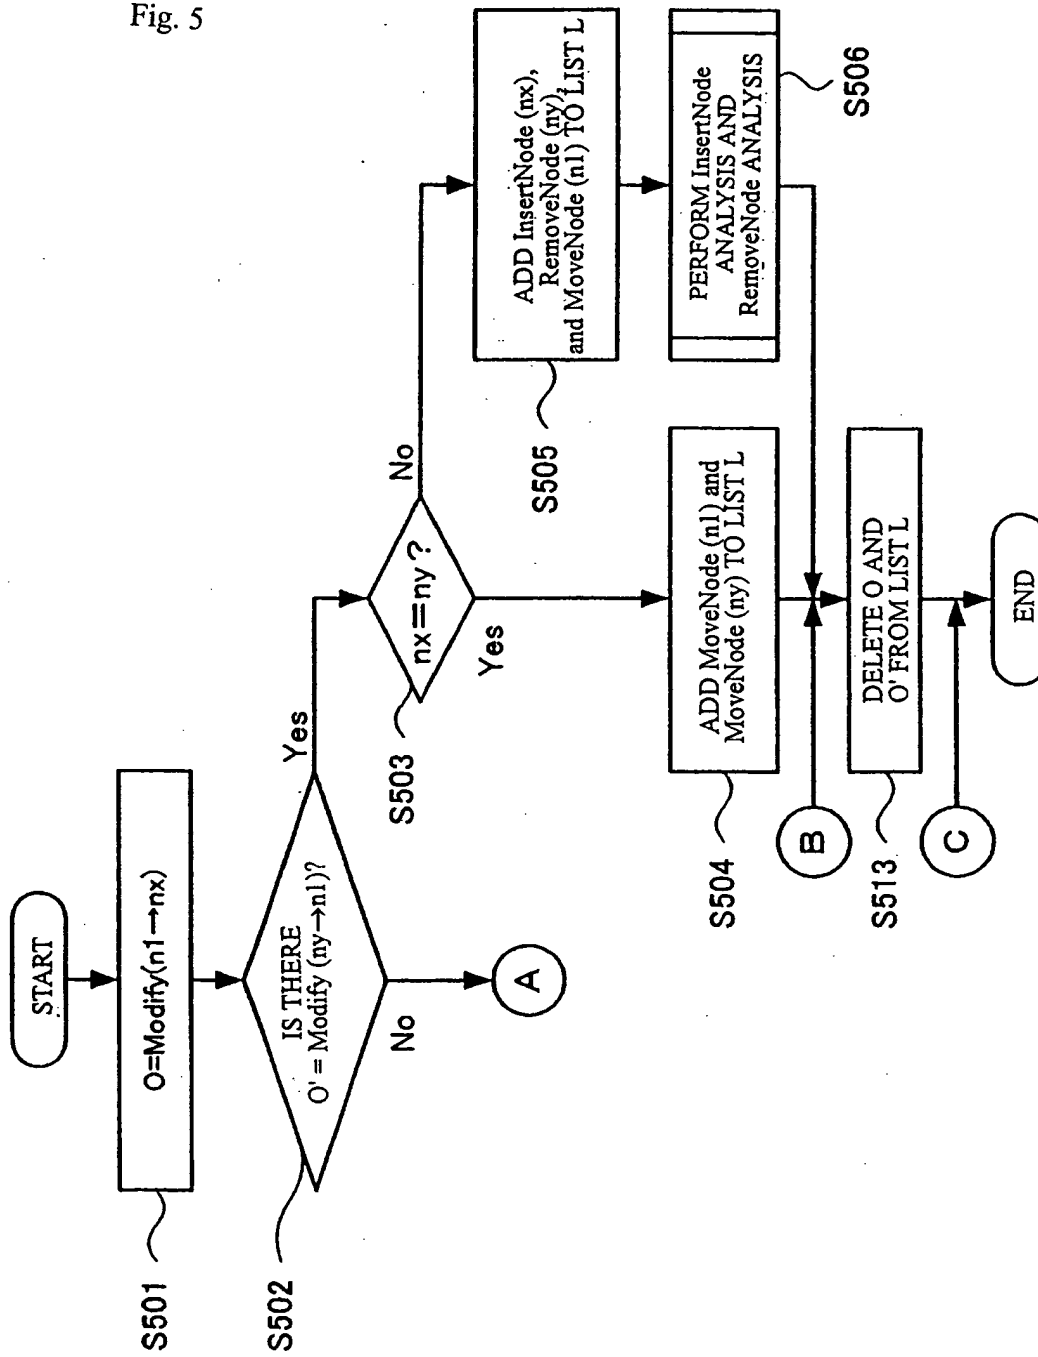 Fig. 5
START
O=Modify(n1→nx)
S501
IS THERE
O' = Modify (ny→n1)?
S502
Yes
No
A
nx≡ny ?
S503
No
Yes
ADD InsertNode (nx),
RemoveNode (ny),
and MoveNode (n1) TO LIST L
S505
PERFORM InsertNode
ANALYSIS AND
RemoveNode ANALYSIS
S506
ADD MoveNode (n1) and
MoveNode (ny) TO LIST L
S504
B
DELETE O AND
O' FROM LIST L
S513
C
END